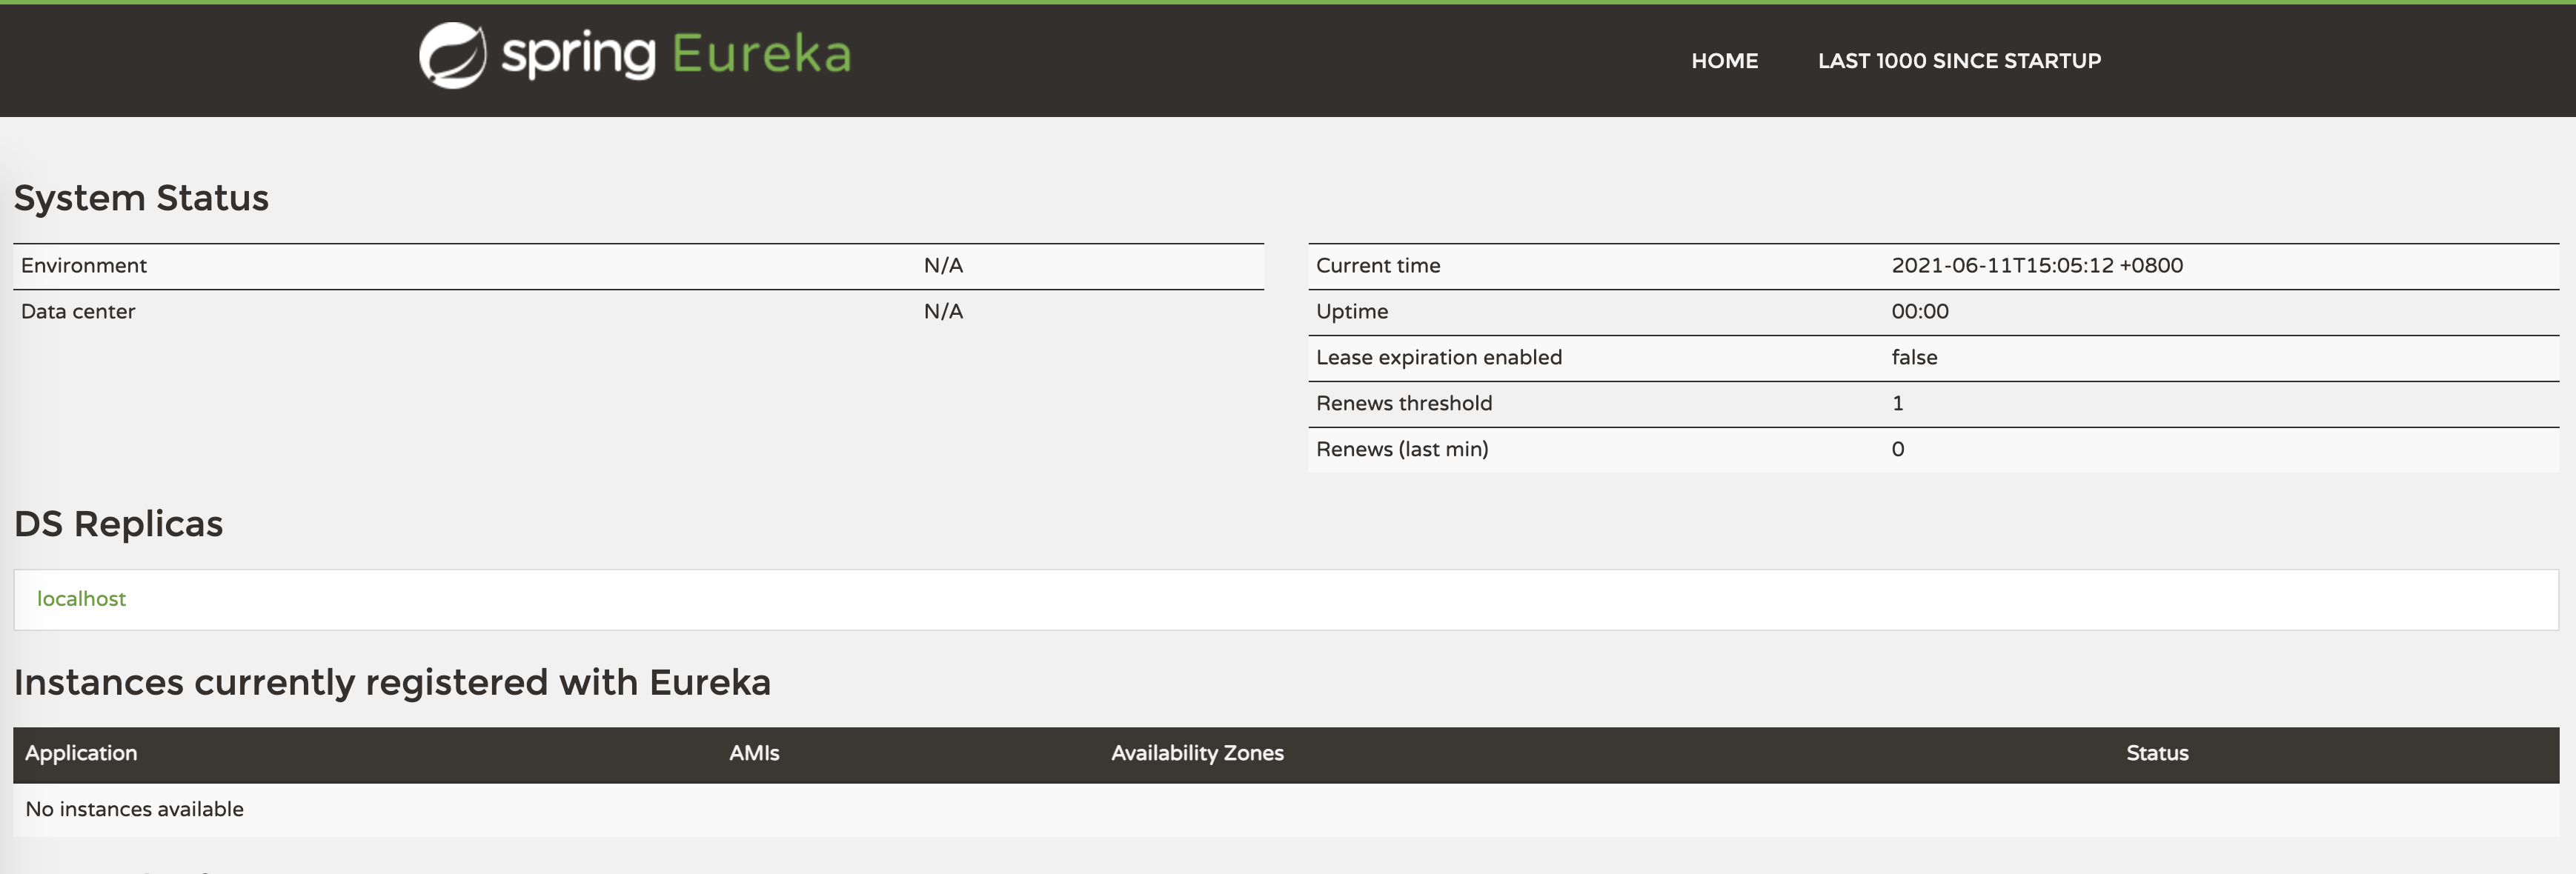 spring Eureka
HOME LAST 1000 SINCE STARTUP
System Status
Environment N/A
Data center N/A
Current time 2021-06-11T15:05:12 +0800
Uptime 00:00
Lease expiration enabled false
Renews threshold 1
Renews (last min) 0
DS Replicas
localhost
Instances currently registered with Eureka
Application AMIs Availability Zones Status
No instances available